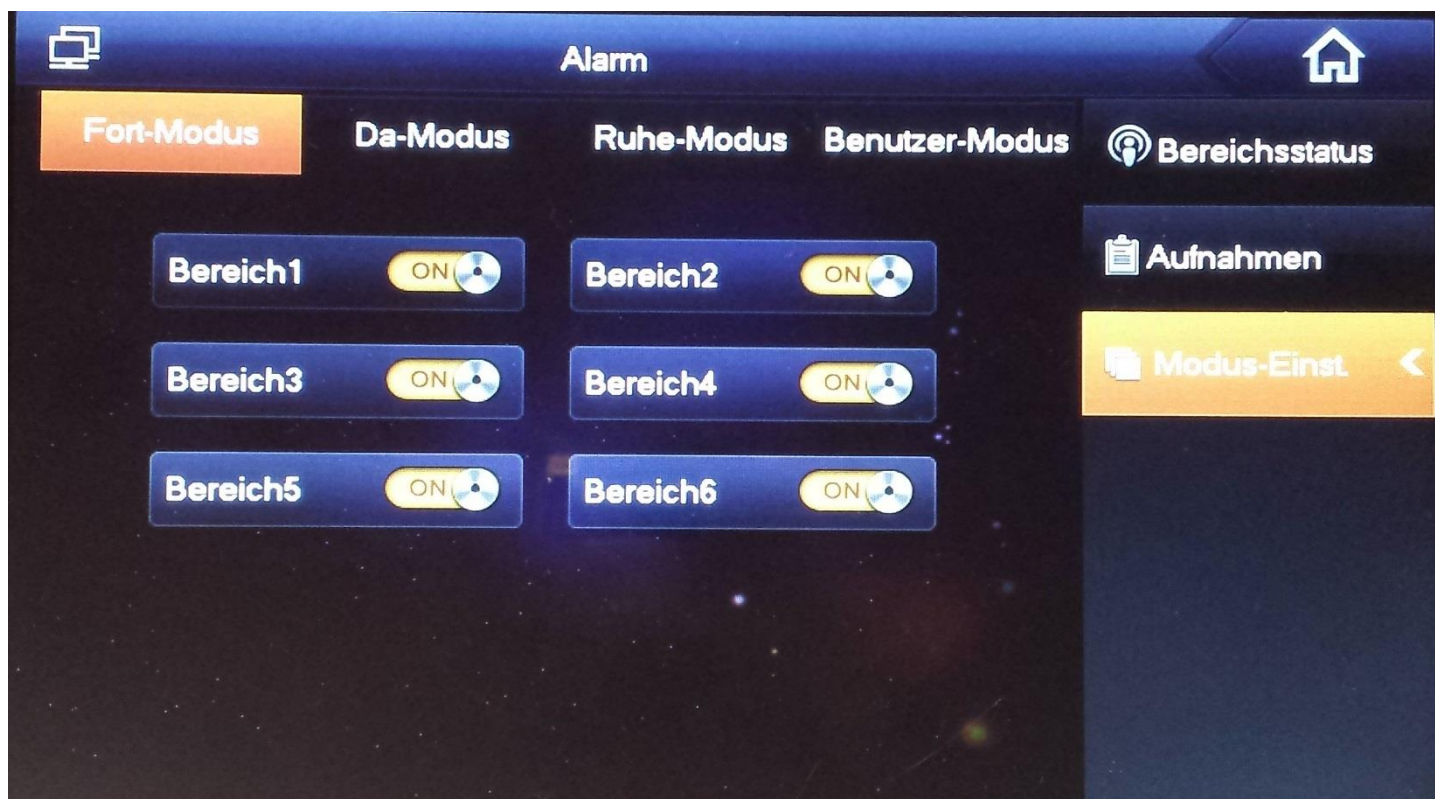 Alarm
Fort-Modus
Da-Modus
Ruhe-Modus
Benutzer-Modus
Bereich1 ON
Bereich2 ON
Bereich3 ON
Bereich4 ON
Bereich5 ON
Bereich6 ON
Bereichsstatus
Aufnahmen
Modus-Einst.